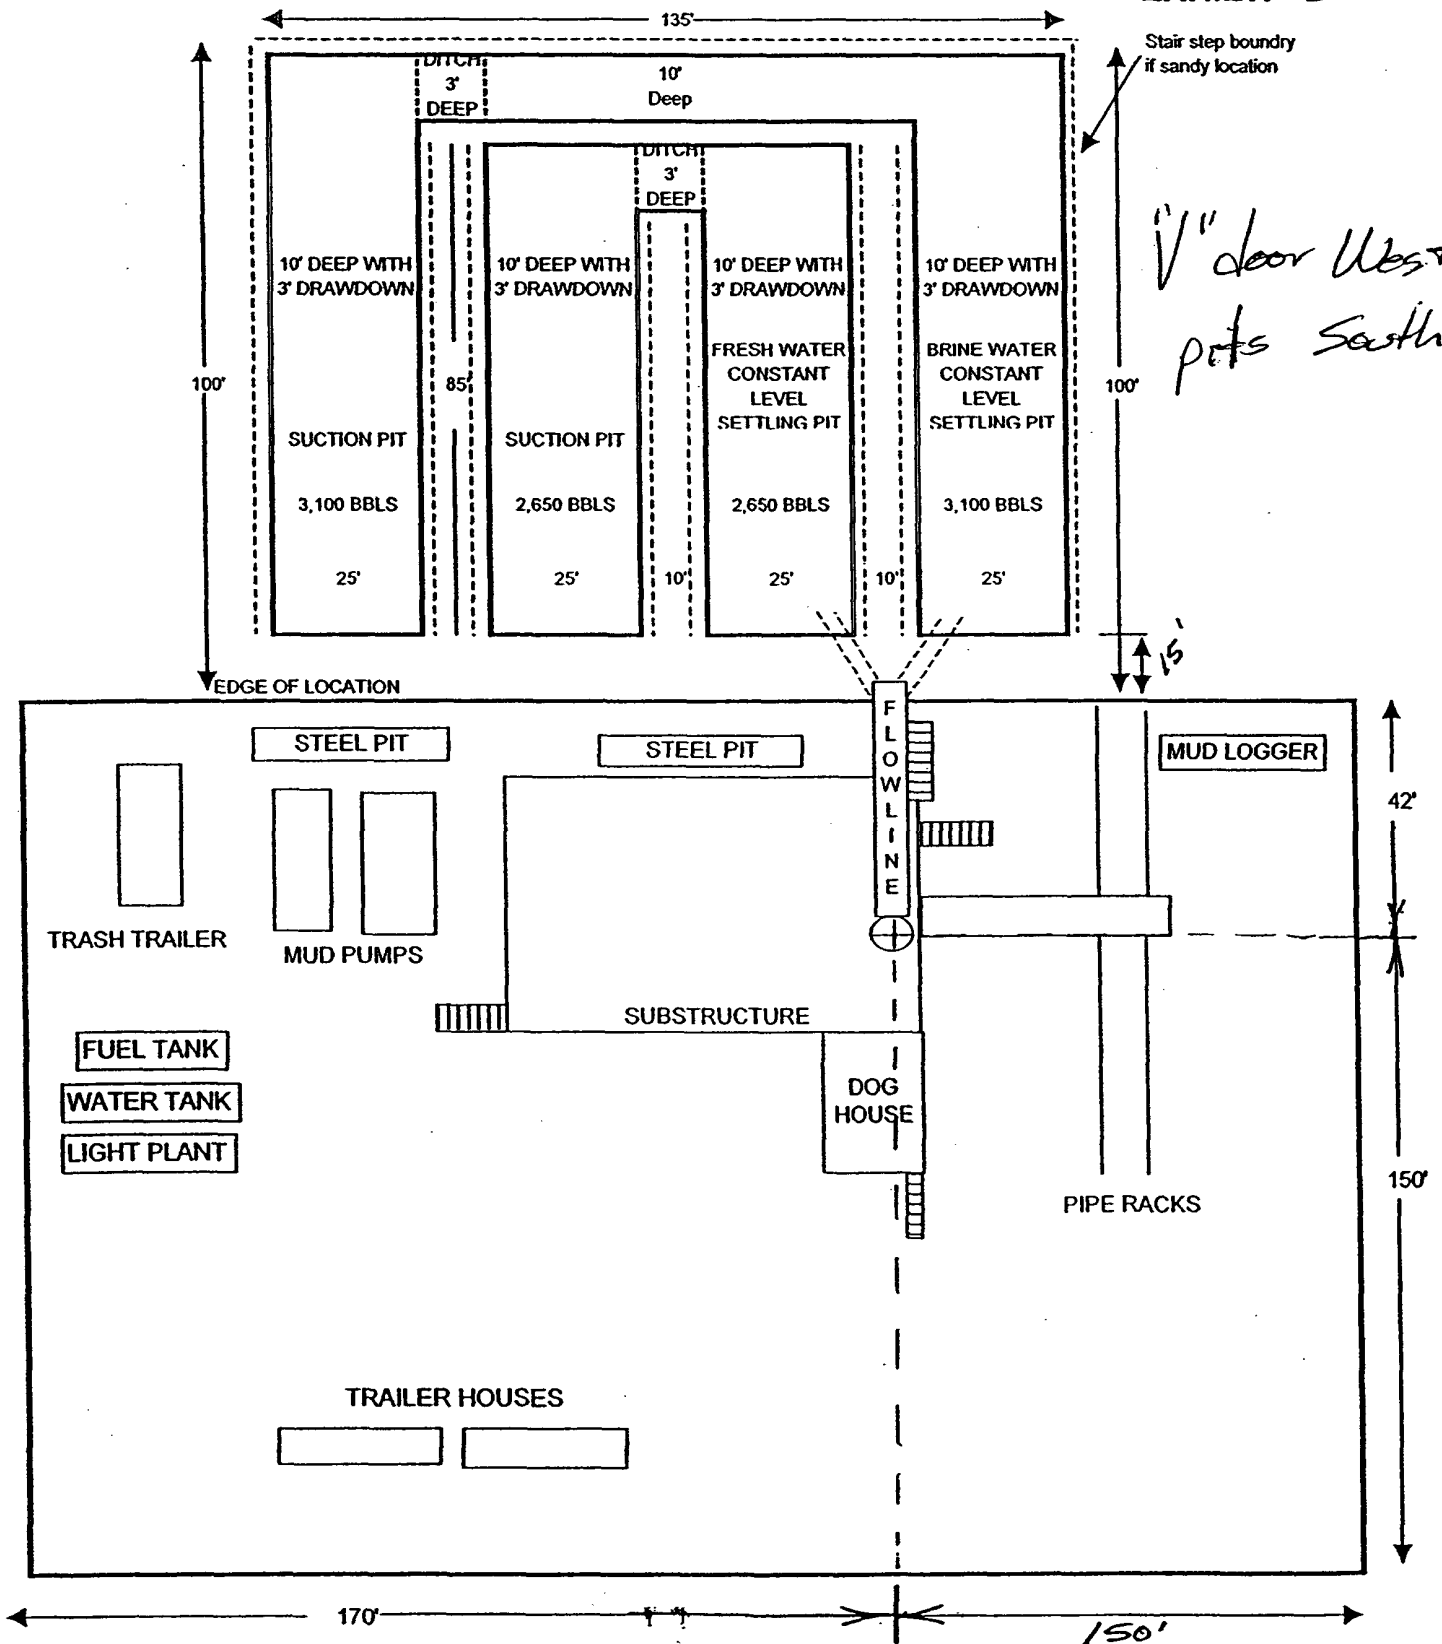 135'
Stair step boundry
if sandy location
DITCH
3'
DEEP
10'
Deep
DITCH
3'
DEEP
"V" door West
pits South
10' DEEP WITH
3' DRAWDOWN
10' DEEP WITH
3' DRAWDOWN
10' DEEP WITH
3' DRAWDOWN
10' DEEP WITH
3' DRAWDOWN
FRESH WATER
CONSTANT
LEVEL
SETTLING PIT
BRINE WATER
CONSTANT
LEVEL
SETTLING PIT
100'
85'
100'
SUCTION PIT
SUCTION PIT
3,100 BBLS
2,650 BBLS
2,650 BBLS
3,100 BBLS
25'
25'
10'
25'
10'
25'
15'
EDGE OF LOCATION
STEEL PIT
STEEL PIT
FLOWLINE
MUD LOGGER
42'
TRASH TRAILER
MUD PUMPS
SUBSTRUCTURE
FUEL TANK
WATER TANK
LIGHT PLANT
DOG
HOUSE
150'
PIPE RACKS
TRAILER HOUSES
170'
150'